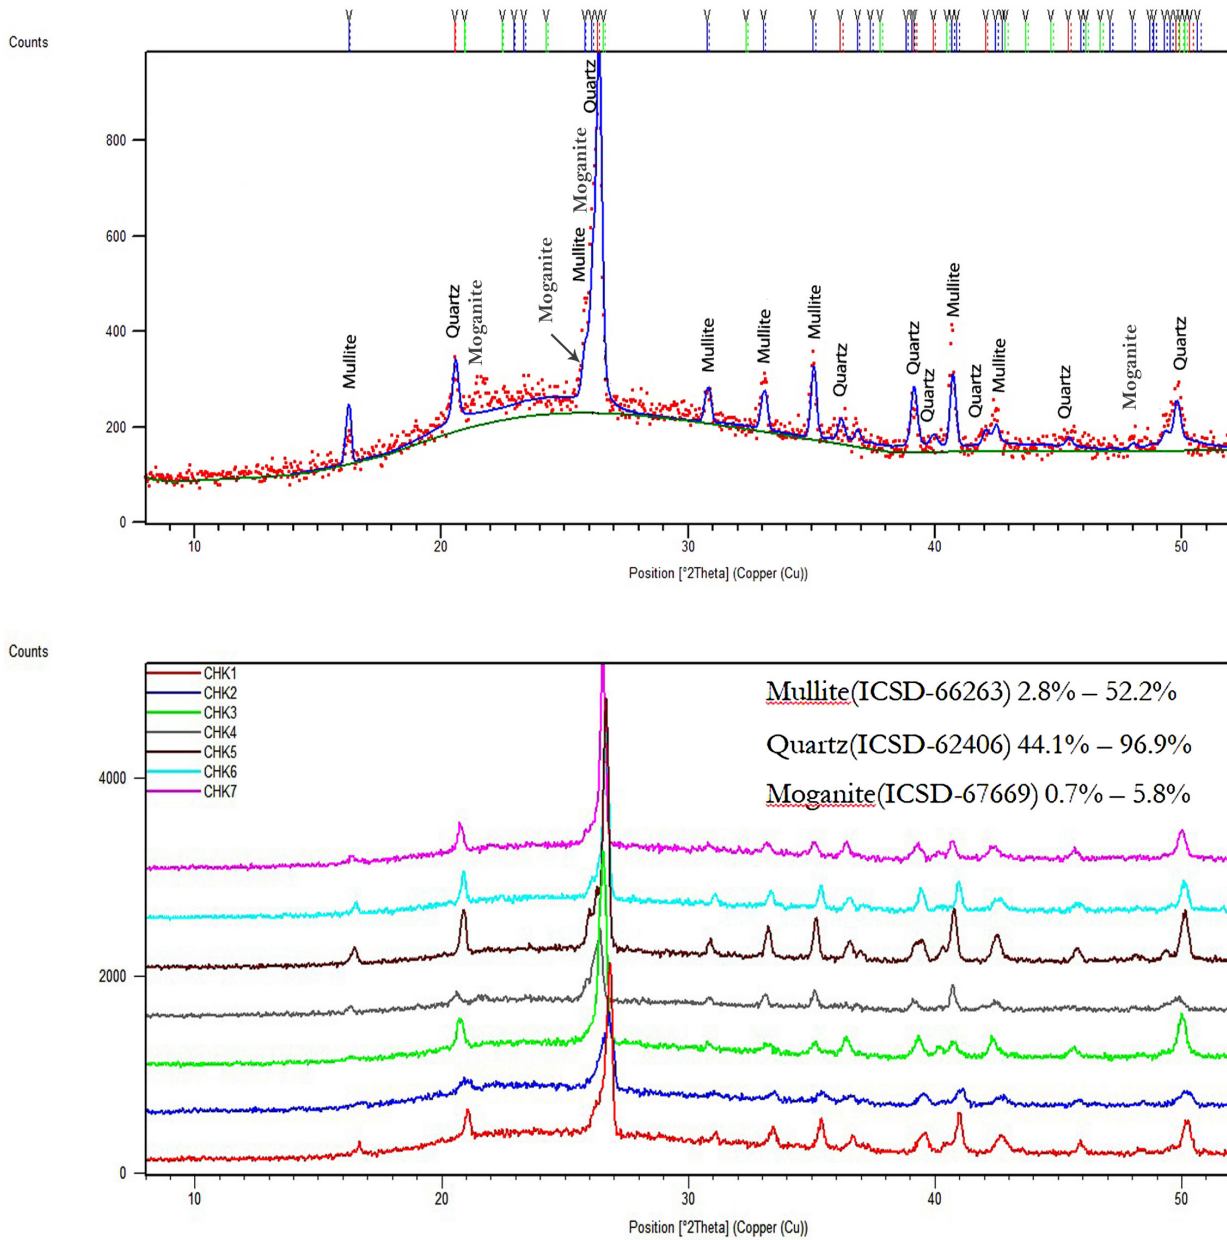 Counts
800
600
400
200
0
Mullite
Quartz
Moganite
Moganite
Mullite
Moganite
Quartz
Mullite
Mullite
Mullite
Quartz
Quartz
Quartz
Mullite
Quartz
Mullite
Quartz
Moganite
Quartz
10 20 30 40 50
Position [°2Theta] (Copper (Cu))
Counts
CHK1
CHK2
CHK3
CHK4
CHK5
CHK6
CHK7
Mullite(ICSD-66263) 2.8% – 52.2%
Quartz(ICSD-62406) 44.1% – 96.9%
Moganite(ICSD-67669) 0.7% – 5.8%
4000
2000
0
10 20 30 40 50
Position [°2Theta] (Copper (Cu))